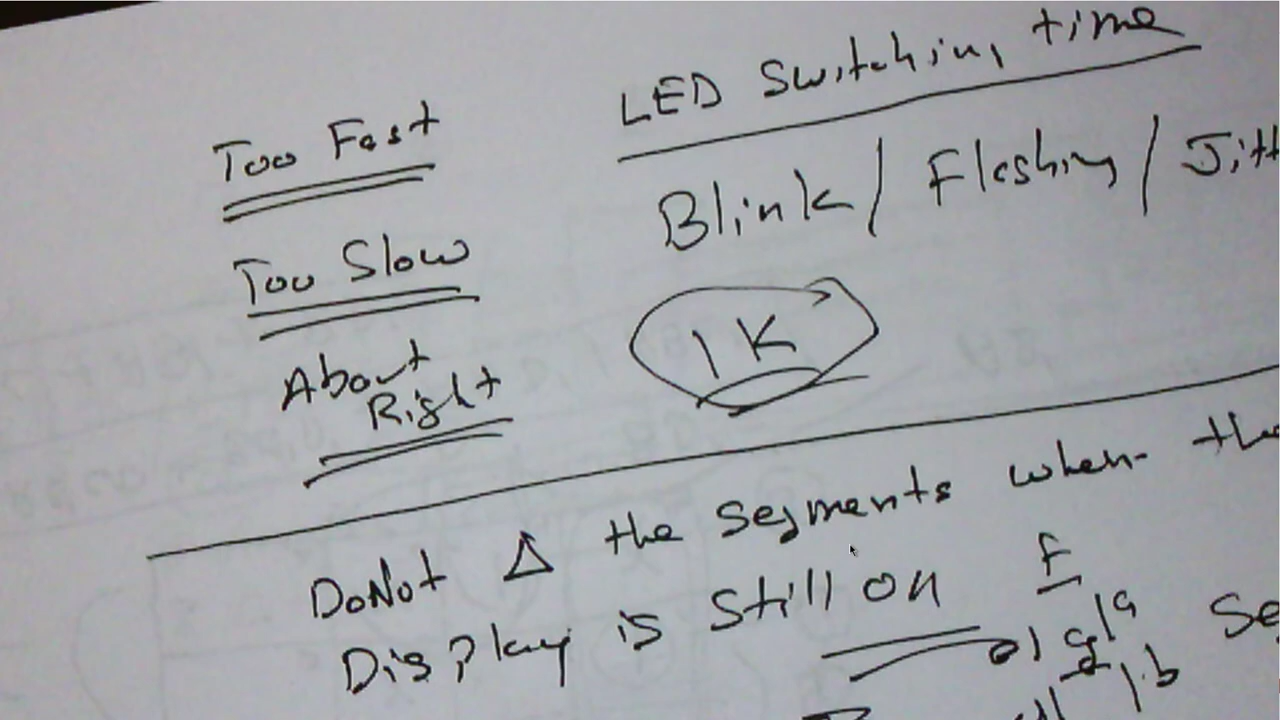 LED Switching time
Too Fast
Blink / Flashing / Jitt
Too Slow
1K
About
Right
DoNot Δ the segments when the
Display is still on
F
g a
b